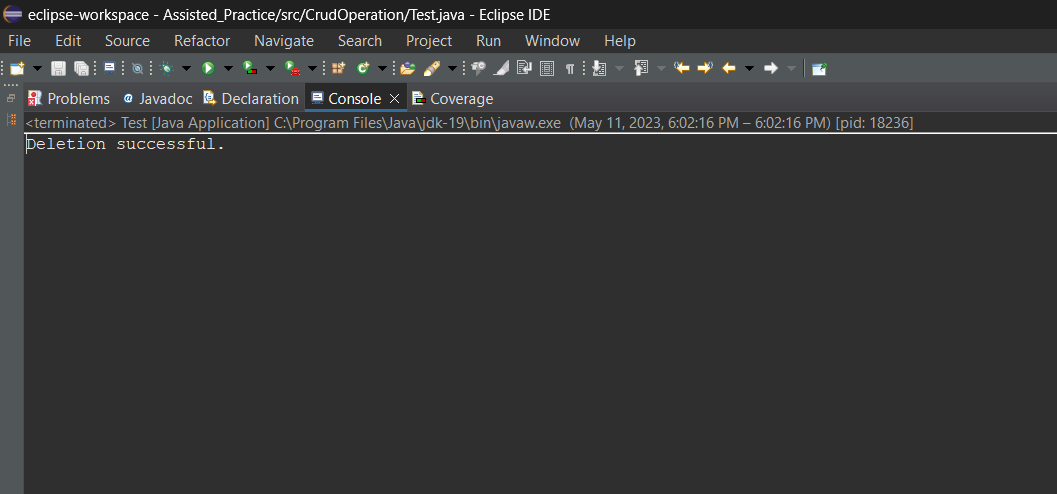 eclipse-workspace - Assisted_Practice/src/CrudOperation/Test.java - Eclipse IDE
File Edit Source Refactor Navigate Search Project Run Window Help
Problems @ Javadoc Declaration Console Coverage
<terminated> Test [Java Application] C:\Program Files\Java\jdk-19\bin\javaw.exe (May 11, 2023, 6:02:16 PM – 6:02:16 PM) [pid: 18236]
Deletion successful.